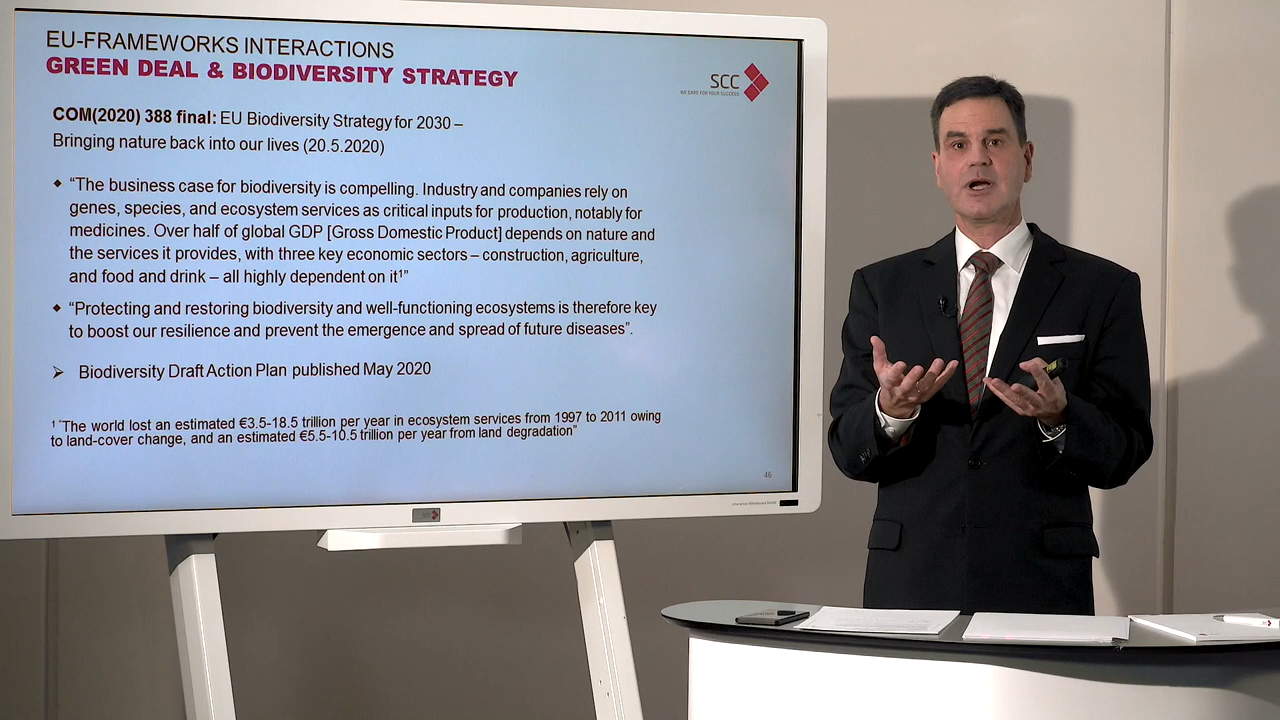 EU-FRAMEWORKS INTERACTIONS
GREEN DEAL & BIODIVERSITY STRATEGY
SCC
WE CARE FOR YOUR SUCCESS
COM(2020) 388 final: EU Biodiversity Strategy for 2030 –
Bringing nature back into our lives (20.5.2020)
◆ “The business case for biodiversity is compelling. Industry and companies rely on
genes, species, and ecosystem services as critical inputs for production, notably for
medicines. Over half of global GDP [Gross Domestic Product] depends on nature and
the services it provides, with three key economic sectors – construction, agriculture,
and food and drink – all highly dependent on it¹”
◆ “Protecting and restoring biodiversity and well-functioning ecosystems is therefore key
to boost our resilience and prevent the emergence and spread of future diseases”.
➢ Biodiversity Draft Action Plan published May 2020
¹ “The world lost an estimated €3.5-18.5 trillion per year in ecosystem services from 1997 to 2011 owing
to land-cover change, and an estimated €5.5-10.5 trillion per year from land degradation”
46
SCC